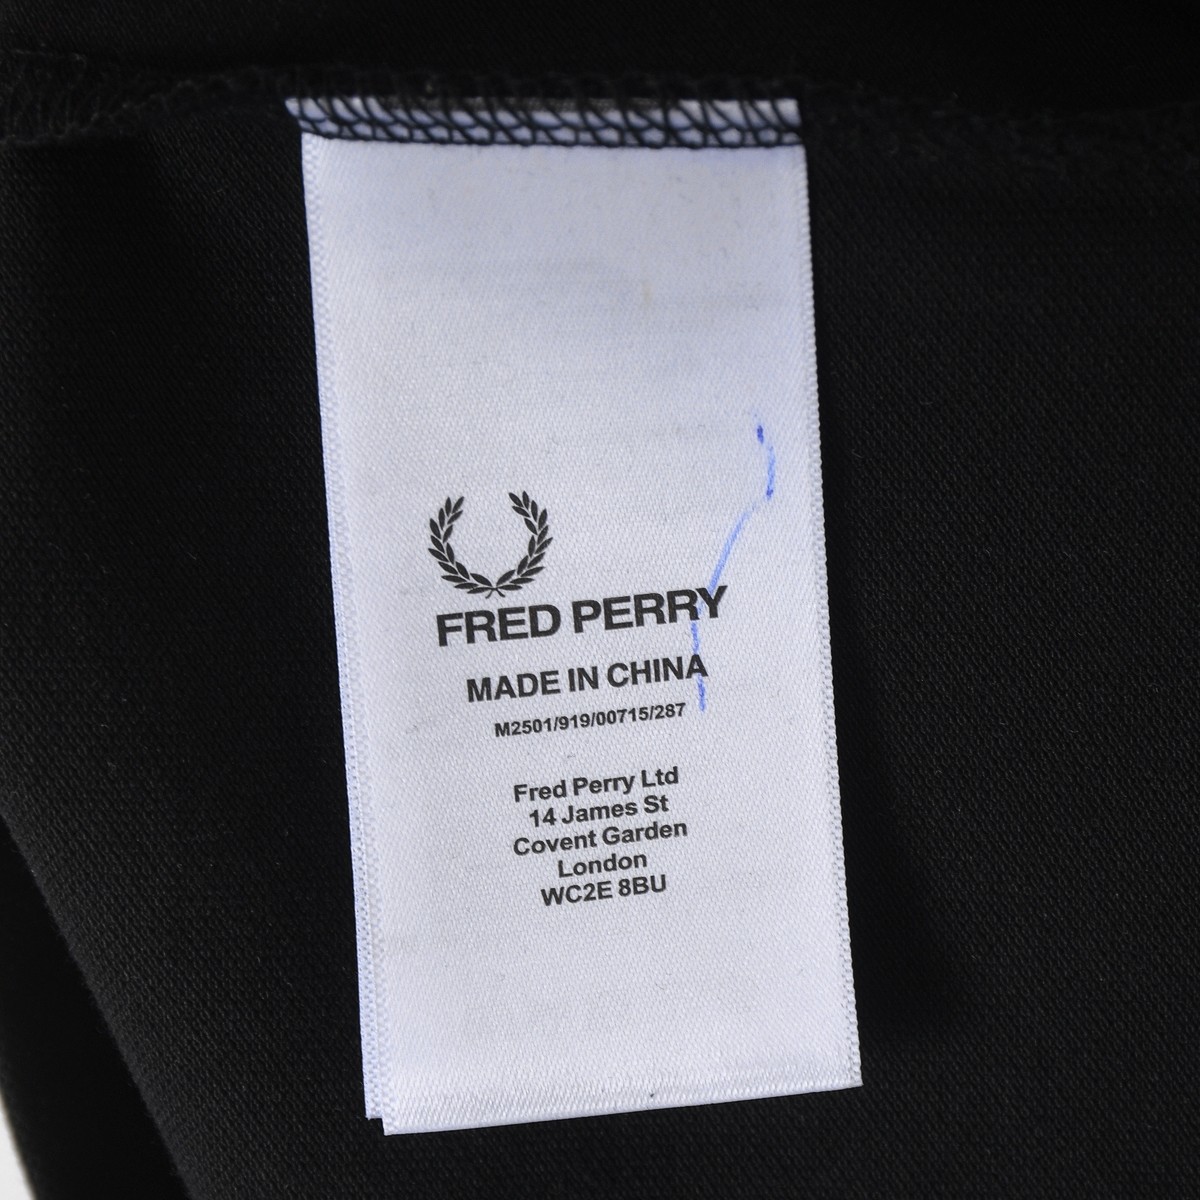 FRED PERRY
MADE IN CHINA
M2501/919/00715/287
Fred Perry Ltd
14 James St
Covent Garden
London
WC2E 8BU